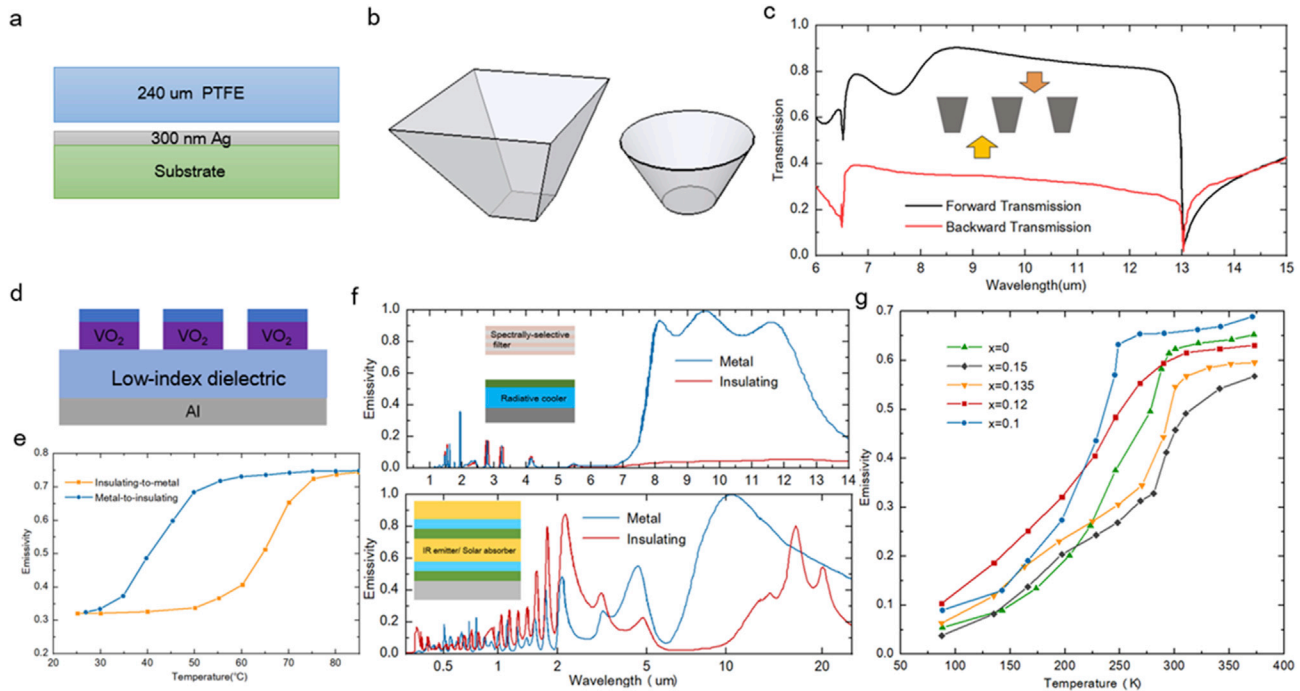 a
240 um PTFE
300 nm Ag
Substrate
b
c
Transmission
1.0
0.8
0.6
0.4
0.2
0.0
6 7 8 9 10 11 12 13 14 15
Wavelength(um)
Forward Transmission
Backward Transmission
d
VO2 VO2 VO2
Low-index dielectric
Al
e
Emissivity
0.8
0.7
0.6
0.5
0.4
0.3
0.2
20 30 40 50 60 70 80
Temperature(°C)
Insulating-to-metal
Metal-to-insulating
f
Emissivity
1.0
0.8
0.6
0.4
0.2
0.0
1 2 3 4 5 6 7 8 9 10 11 12 13 14
Spectrally-selective
filter
Radiative cooler
Metal
Insulating
Emissivity
1.0
0.8
0.6
0.4
0.2
0.0
0.5 1 2 5 10 20
Wavelength ( um)
IR emitter/ Solar absorber
Metal
Insulating
g
Emissivity
0.7
0.6
0.5
0.4
0.3
0.2
0.1
0.0
50 100 150 200 250 300 350 400
Temperature ( K)
x=0
x=0.15
x=0.135
x=0.12
x=0.1